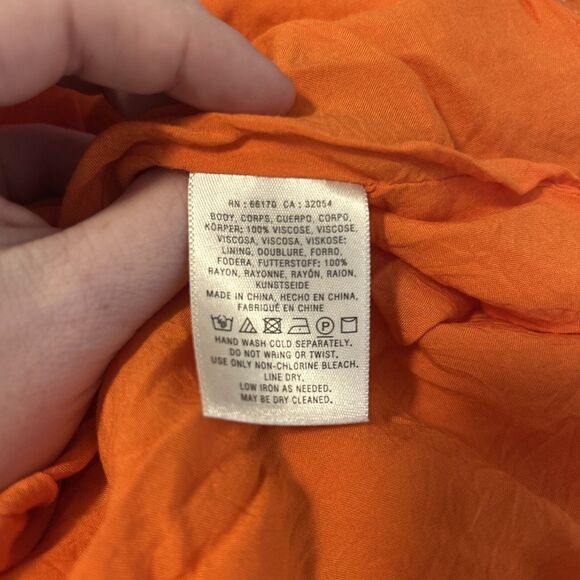 RN : 66170 CA : 32054
BODY, CORPS, CUERPO, CORPO,
KÖRPER; 100% VISCOSE, VISCOSE,
VISCOSA, VISCOSA, VISKOSE;
LINING, DOUBLURE, FORRO,
FODERA, FUTTERSTOFF; 100%
RAYON, RAYONNE, RAYÓN, RAION,
KUNSTSEIDE
MADE IN CHINA, HECHO EN CHINA,
FABRIQUÉ EN CHINE
HAND WASH COLD SEPARATELY.
DO NOT WRING OR TWIST.
USE ONLY NON-CHLORINE BLEACH.
LINE DRY.
LOW IRON AS NEEDED.
MAY BE DRY CLEANED.